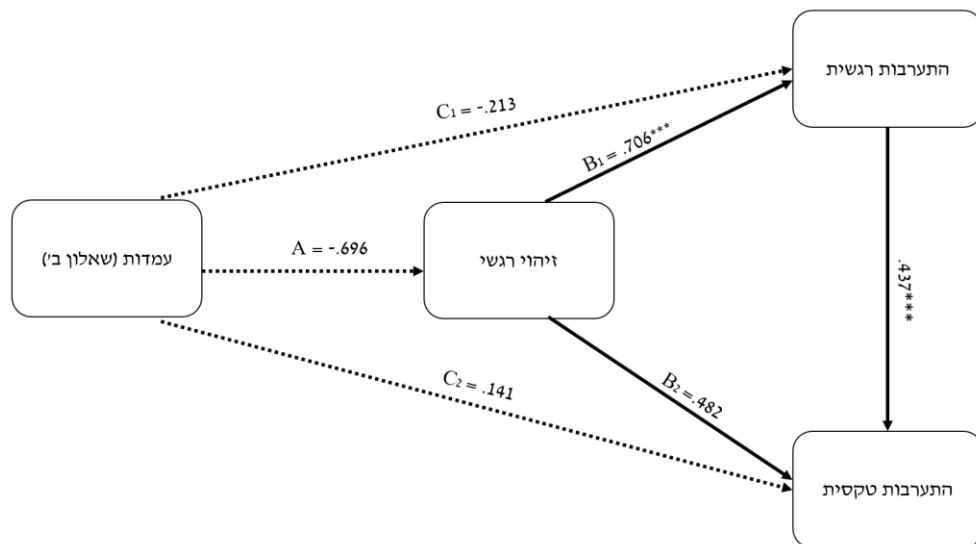 התערבות רגשית
C₁ = -.213
B₁ = .706***
עמדות (שאלון ב')
A = -.696
זיהוי רגשי
.437***
C₂ = .141
B₂ =.482
התערבות טקסית